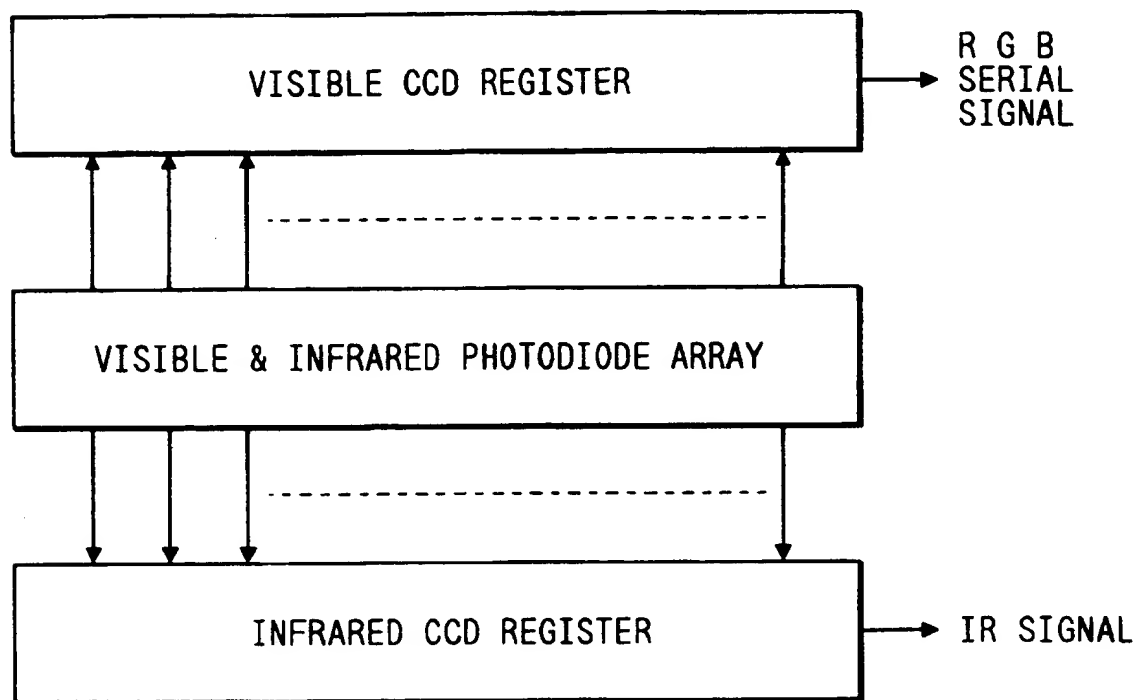 VISIBLE CCD REGISTER
R G B
SERIAL
SIGNAL
VISIBLE & INFRARED PHOTODIODE ARRAY
INFRARED CCD REGISTER
IR SIGNAL